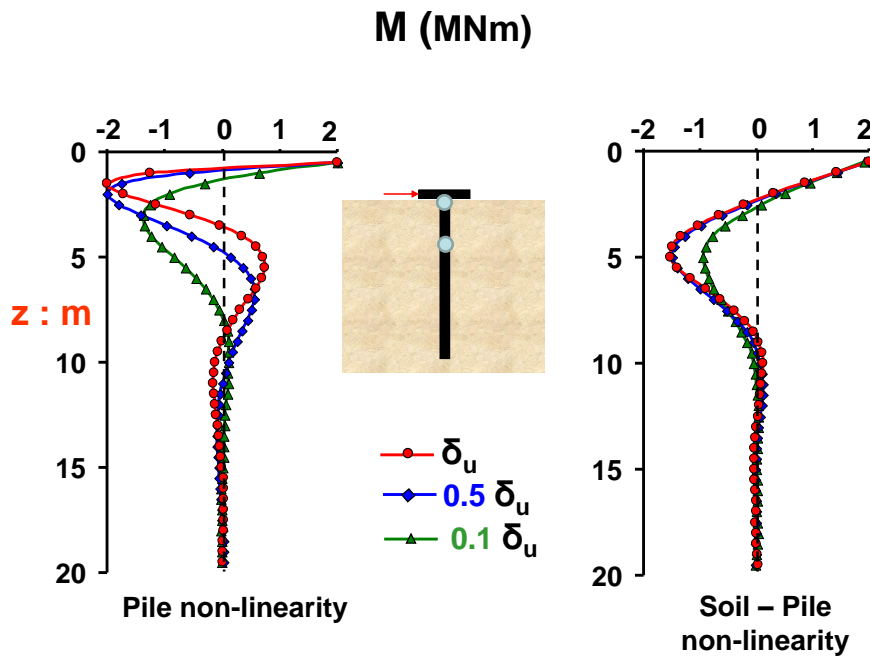 M (MNm)
-2 -1 0 1 2
0
5
10
15
20
z : m
Pile non-linearity
δu
0.5 δu
0.1 δu
-2 -1 0 1 2
0
5
10
15
20
Soil – Pile
non-linearity